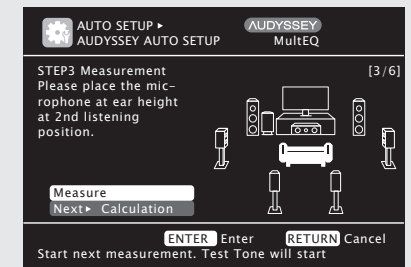 AUTO SETUP ▸
AUDYSSEY AUTO SETUP
AUDYSSEY
MultEQ
STEP3 Measurement
[3/6]
Please place the mic-
rophone at ear height
at 2nd listening
position.
Measure
Next▸ Calculation
ENTER Enter RETURN Cancel
Start next measurement. Test Tone will start